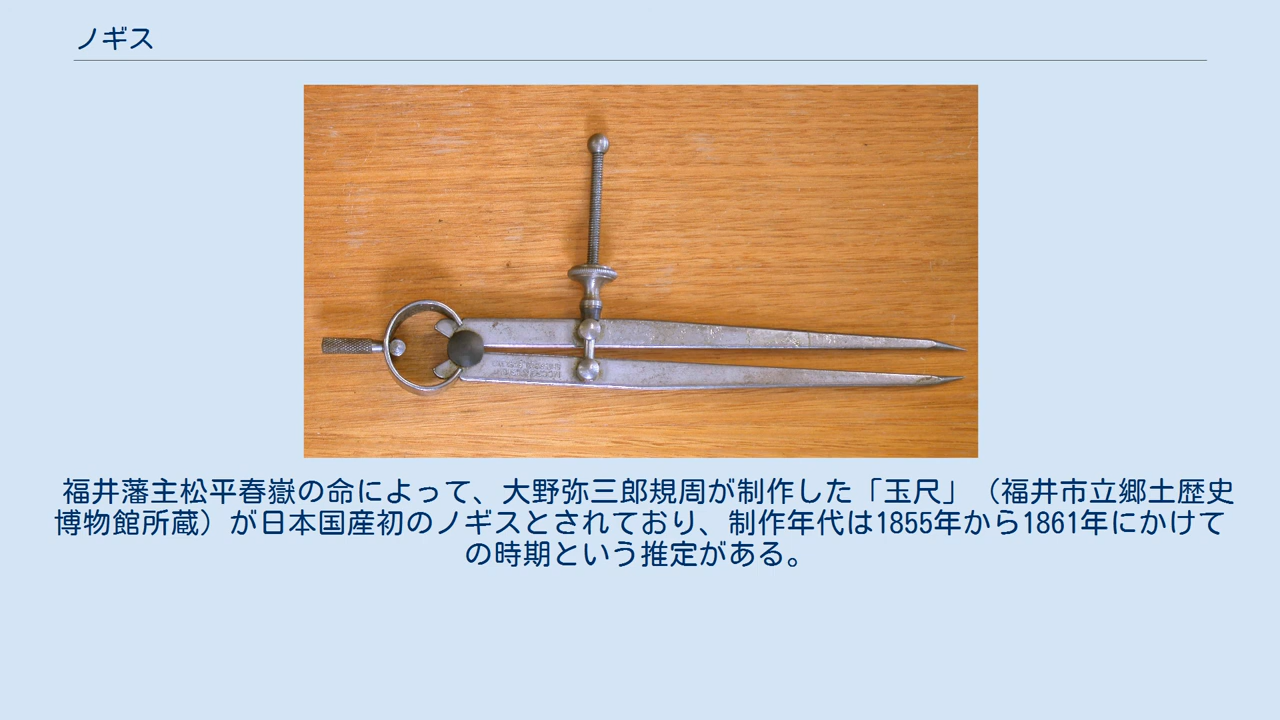 ノギス
福井藩主松平春嶽の命によって、大野弥三郎規周が制作した「玉尺」（福井市立郷土歴史
博物館所蔵）が日本国産初のノギスとされており、制作年代は1855年から1861年にかけて
の時期という推定がある。